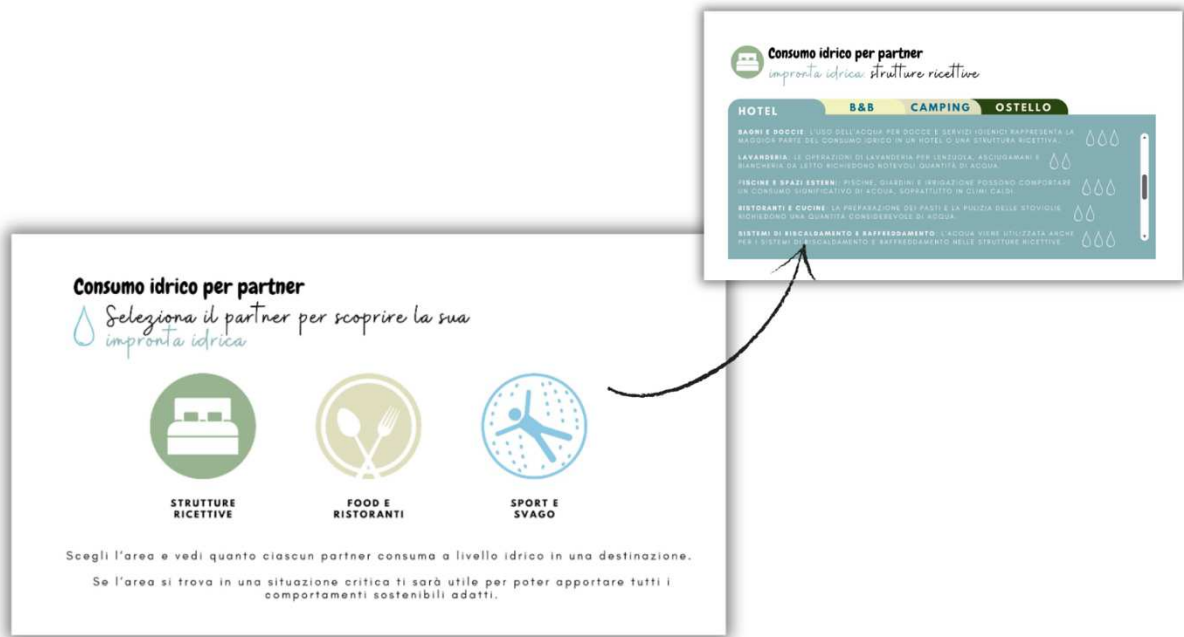 Consumo idrico per partner
impronta idrica: strutture ricettive
HOTEL
B&B
CAMPING
OSTELLO
BAGNI E DOCCIE: L'USO DELL'ACQUA PER DOCCE E SERVIZI IGIENICI RAPPRESENTA LA
MAGGIOR PARTE DEL CONSUMO IDRICO IN UN HOTEL O UNA STRUTTURA RICETTIVA.
LAVANDERIA: LE OPERAZIONI DI LAVANDERIA PER LENZUOLA, ASCIUGAMANI E
BIANCHERIA DA LETTO RICHIEDONO NOTEVOLI QUANTITÀ DI ACQUA.
PISCINE E SPAZI ESTERNI: PISCINE, GIARDINI E IRRIGAZIONE POSSONO COMPORTARE
UN CONSUMO SIGNIFICATIVO DI ACQUA, SOPRATTUTTO IN CLIMI CALDI.
RISTORANTI E CUCINE: LA PREPARAZIONE DEI PASTI E LA PULIZIA DELLE STOVIGLIE
RICHIEDONO UNA QUANTITÀ CONSIDEREVOLE DI ACQUA.
SISTEMI DI RISCALDAMENTO E RAFFREDDAMENTO: L'ACQUA VIENE UTILIZZATA ANCHE
PER I SISTEMI DI RISCALDAMENTO E RAFFREDDAMENTO NELLE STRUTTURE RICETTIVE.
Consumo idrico per partner
Seleziona il partner per scoprire la sua
impronta idrica
STRUTTURE
RICETTIVE
FOOD E
RISTORANTI
SPORT E
SVAGO
Scegli l'area e vedi quanto ciascun partner consuma a livello idrico in una destinazione.
Se l'area si trova in una situazione critica ti sarà utile per poter apportare tutti i
comportamenti sostenibili adatti.